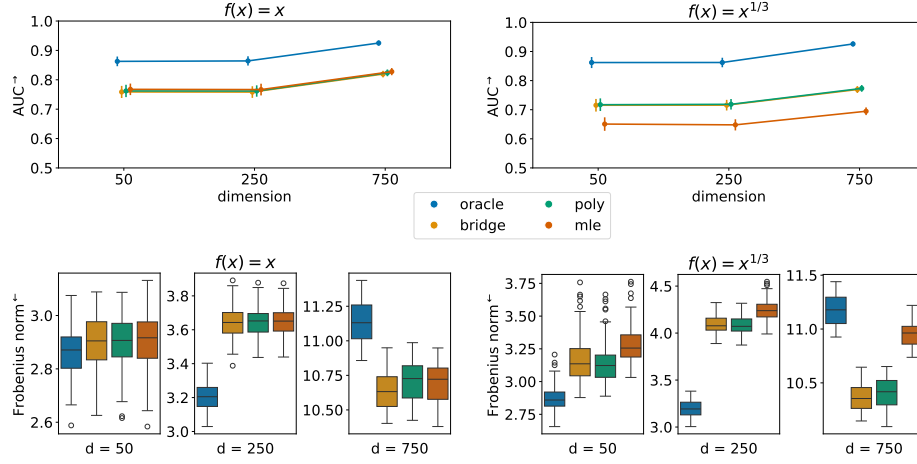 f(x) = x
f(x) = x^{1/3}
AUC→
1.0
0.9
0.8
0.7
0.6
0.5
50
250
750
dimension
AUC→
1.0
0.9
0.8
0.7
0.6
0.5
50
250
750
dimension
oracle
poly
bridge
mle
f(x) = x
f(x) = x^{1/3}
Frobenius norm←
3.0
2.8
2.6
d = 50
3.8
3.6
3.4
3.2
3.0
d = 250
11.25
11.00
10.75
10.50
d = 750
Frobenius norm←
3.75
3.50
3.25
3.00
2.75
d = 50
4.5
4.0
3.5
3.0
d = 250
11.5
11.0
10.5
d = 750